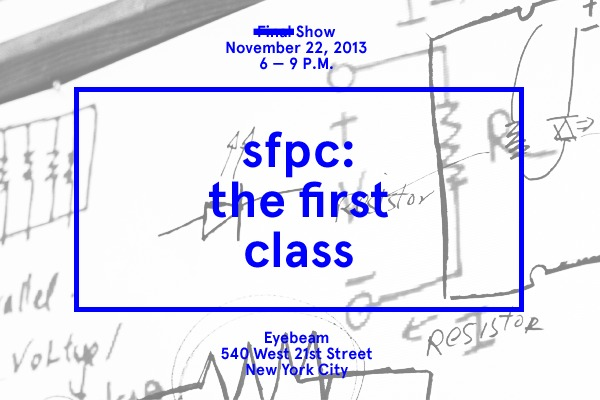 Final Show
November 22, 2013
6 — 9 P.M.
sfpc:
the first
class
Resistor
Resistor
Voltage/
Eyebeam
540 West 21st Street
New York City